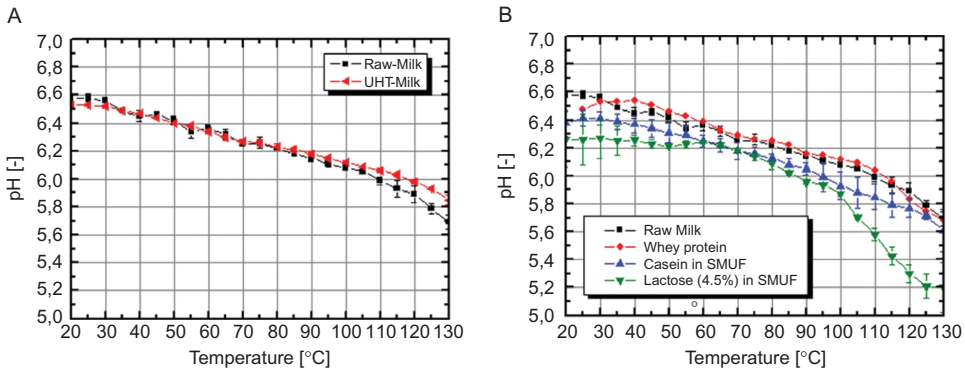 A
7,0
6,8
6,6
6,4
6,2
6,0
5,8
5,6
5,4
5,2
5,0
pH [-]
Raw-Milk
UHT-Milk
20 30 40 50 60 70 80 90 100 110 120 130
Temperature [°C]
B
7,0
6,8
6,6
6,4
6,2
6,0
5,8
5,6
5,4
5,2
5,0
pH [-]
Raw Milk
Whey protein
Casein in SMUF
Lactose (4.5%) in SMUF
20 30 40 50 60 70 80 90 100 110 120 130
Temperature [°C]